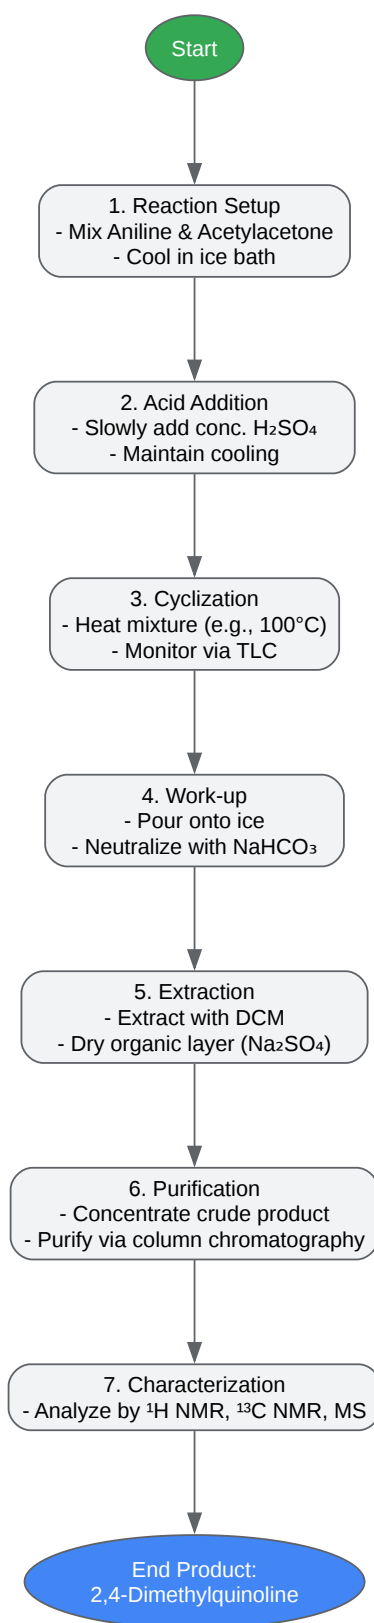 Start
1. Reaction Setup
- Mix Aniline & Acetylacetone
- Cool in ice bath
2. Acid Addition
- Slowly add conc. H₂SO₄
- Maintain cooling
3. Cyclization
- Heat mixture (e.g., 100°C)
- Monitor via TLC
4. Work-up
- Pour onto ice
- Neutralize with NaHCO₃
5. Extraction
- Extract with DCM
- Dry organic layer (Na₂SO₄)
6. Purification
- Concentrate crude product
- Purify via column chromatography
7. Characterization
- Analyze by ¹H NMR, ¹³C NMR, MS
End Product:
2,4-Dimethylquinoline